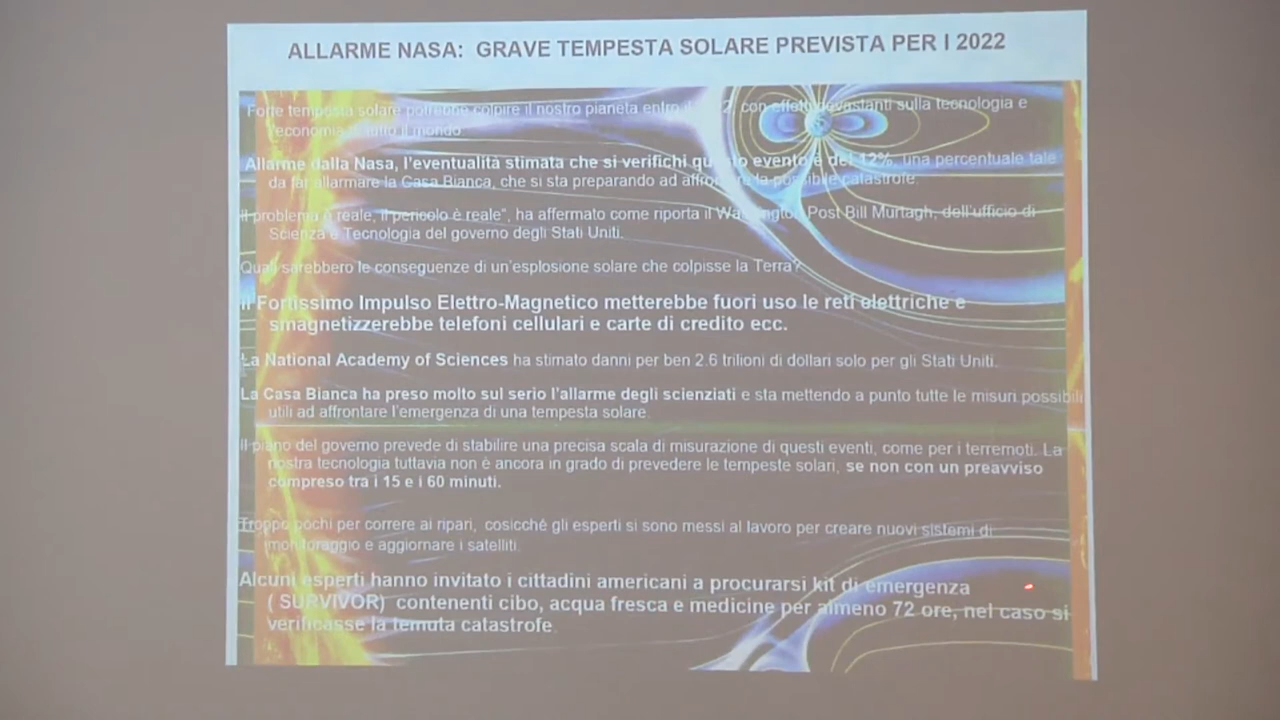 ALLARME NASA: GRAVE TEMPESTA SOLARE PREVISTA PER I 2022
Forte tempesta solare potrebbe colpire il nostro pianeta entro il con effetti devastanti sulla tecnologia e
l'economia di tutto il mondo
Allarme dalla Nasa, l'eventualità stimata che si verifichi questo evento è del 12%, una percentuale tale
da far allarmare la Casa Bianca, che si sta preparando ad affrontare la possibile catastrofe.
Il problema è reale, il pericolo è reale", ha affermato come riporta il Washington Post Bill Murtagh, dell'ufficio di
Scienza e Tecnologia del governo degli Stati Uniti.
Quali sarebbero le conseguenze di un'esplosione solare che colpisse la Terra?
Il Fortissimo Impulso Elettro-Magnetico metterebbe fuori uso le reti elettriche e
smagnetizzerebbe telefoni cellulari e carte di credito ecc.
La National Academy of Sciences ha stimato danni per ben 2.6 trilioni di dollari solo per gli Stati Uniti.
La Casa Bianca ha preso molto sul serio l'allarme degli scienziati e sta mettendo a punto tutte le misuri possibili
utili ad affrontare l'emergenza di una tempesta solare.
Il piano del governo prevede di stabilire una precisa scala di misurazione di questi eventi, come per i terremoti. La
nostra tecnologia tuttavia non è ancora in grado di prevedere le tempeste solari, se non con un preavviso
compreso tra i 15 e i 60 minuti.
Troppo pochi per correre ai ripari, cosicché gli esperti si sono messi al lavoro per creare nuovi sistemi di
monitoraggio e aggiornare i satelliti.
Alcuni esperti hanno invitato i cittadini americani a procurarsi kit di emergenza
( SURVIVOR) contenenti cibo, acqua fresca e medicine per almeno 72 ore, nel caso si
verificasse la temuta catastrofe.